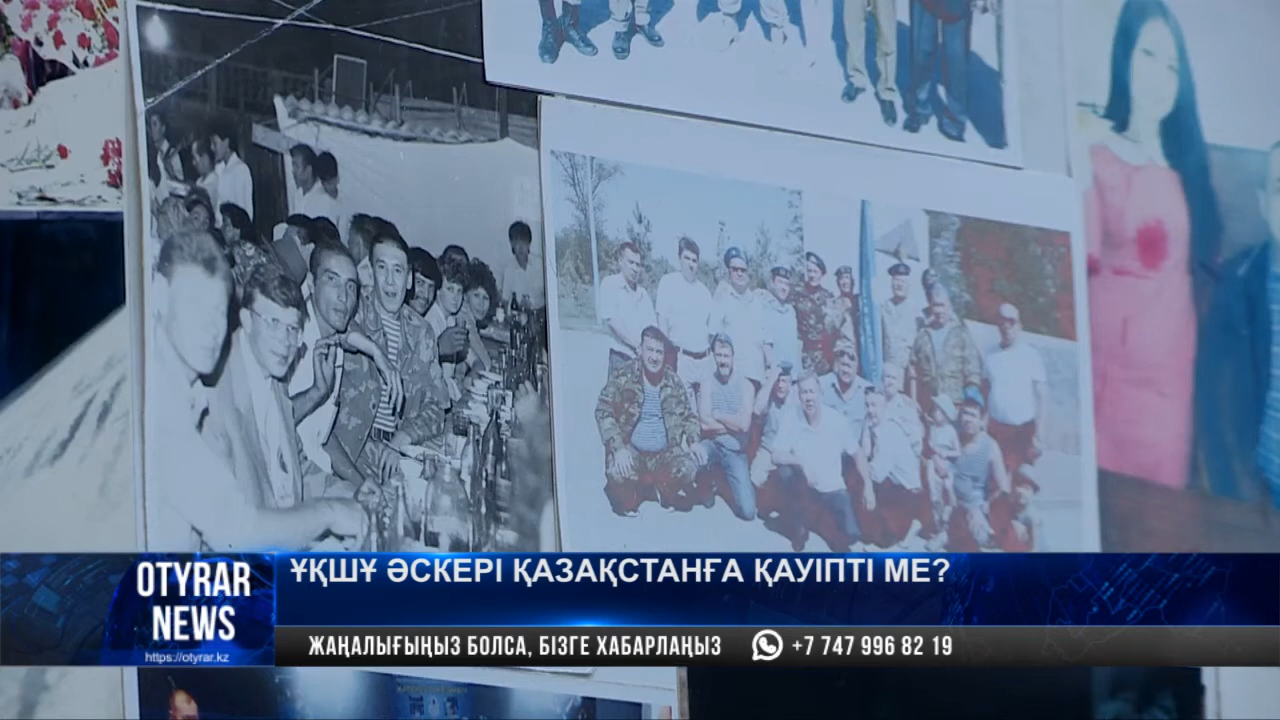 ҰҚШҰ ӘСКЕРІ ҚАЗАҚСТАНҒА ҚАУІПТІ МЕ?
OTYRAR
NEWS
https://otyrar.kz
ЖАҢАЛЫҒЫҢЫЗ БОЛСА, БІЗГЕ ХАБАРЛАҢЫЗ +7 747 996 82 19